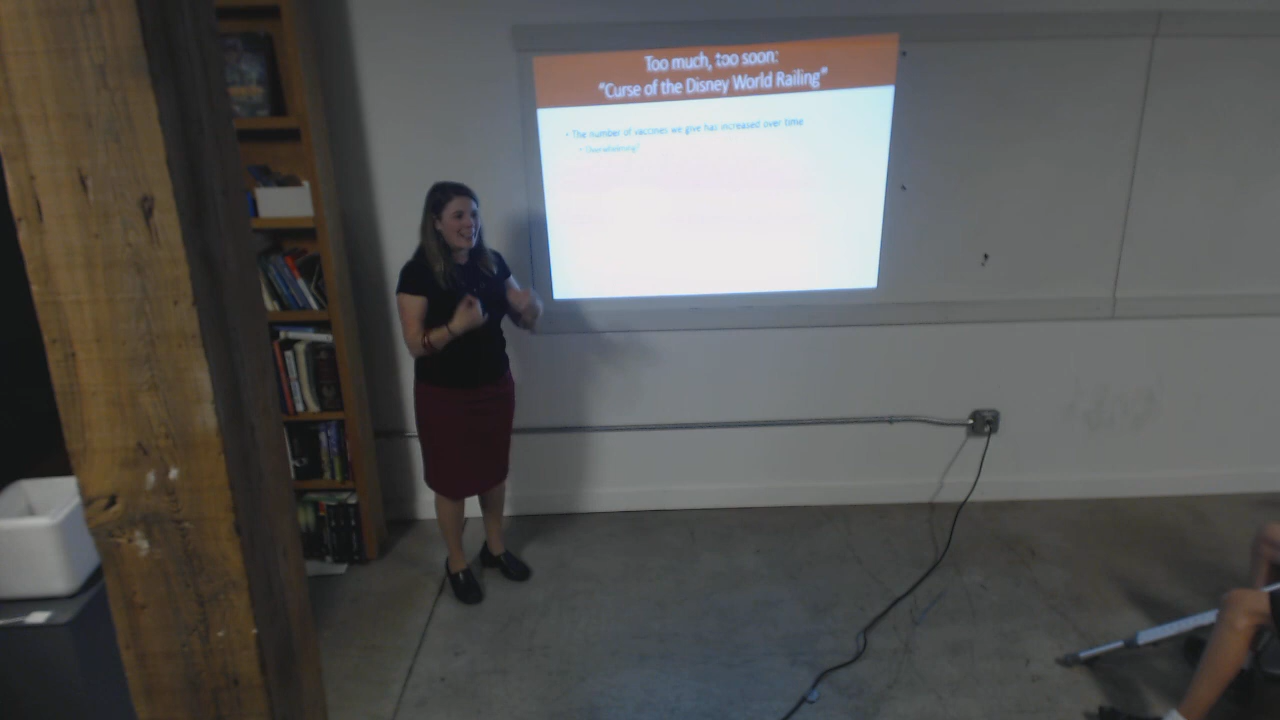 Too much, too soon:
"Curse of the Disney World Railing"
• The number of vaccines we give has increased over time
• Overwhelming?